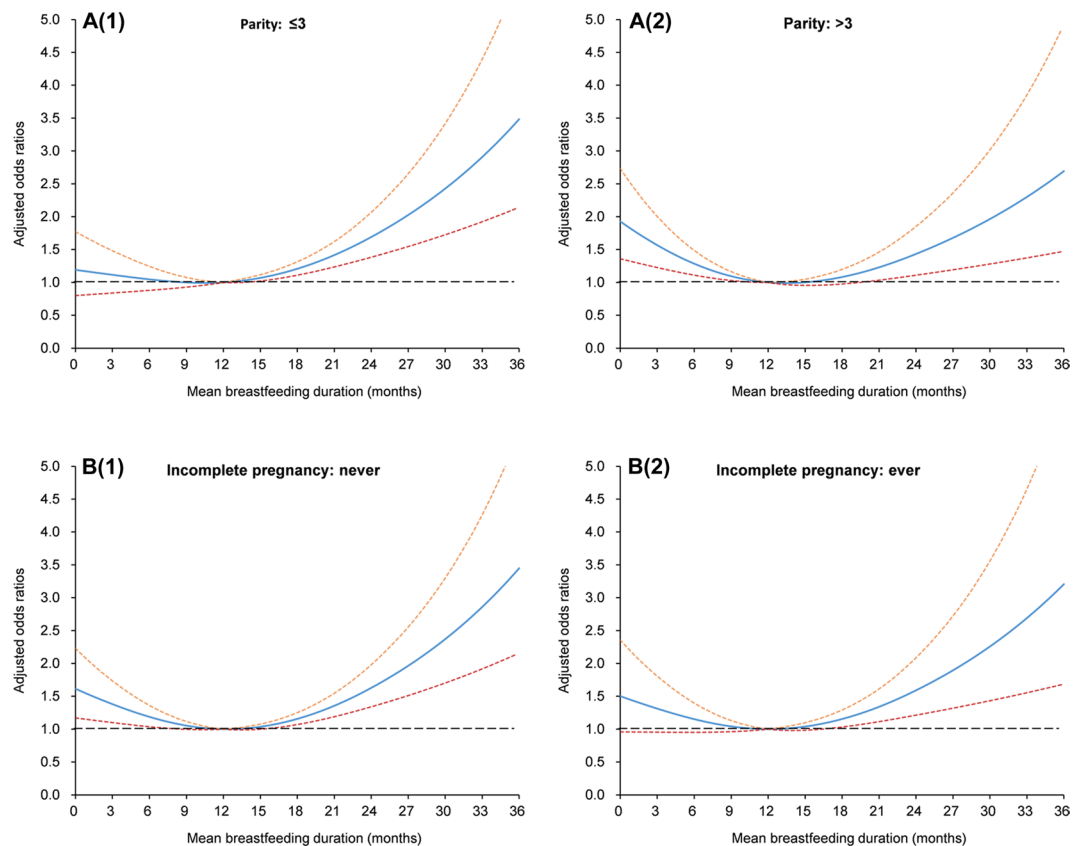 A(1)
Parity: ≤3
5.0
4.5
4.0
3.5
3.0
2.5
2.0
1.5
1.0
0.5
0.0
Adjusted odds ratios
0 3 6 9 12 15 18 21 24 27 30 33 36
Mean breastfeeding duration (months)
A(2)
Parity: >3
5.0
4.5
4.0
3.5
3.0
2.5
2.0
1.5
1.0
0.5
0.0
Adjusted odds ratios
0 3 6 9 12 15 18 21 24 27 30 33 36
Mean breastfeeding duration (months)
B(1)
Incomplete pregnancy: never
5.0
4.5
4.0
3.5
3.0
2.5
2.0
1.5
1.0
0.5
0.0
Adjusted odds ratios
0 3 6 9 12 15 18 21 24 27 30 33 36
Mean breastfeeding duration (months)
B(2)
Incomplete pregnancy: ever
5.0
4.5
4.0
3.5
3.0
2.5
2.0
1.5
1.0
0.5
0.0
Adjusted odds ratios
0 3 6 9 12 15 18 21 24 27 30 33 36
Mean breastfeeding duration (months)